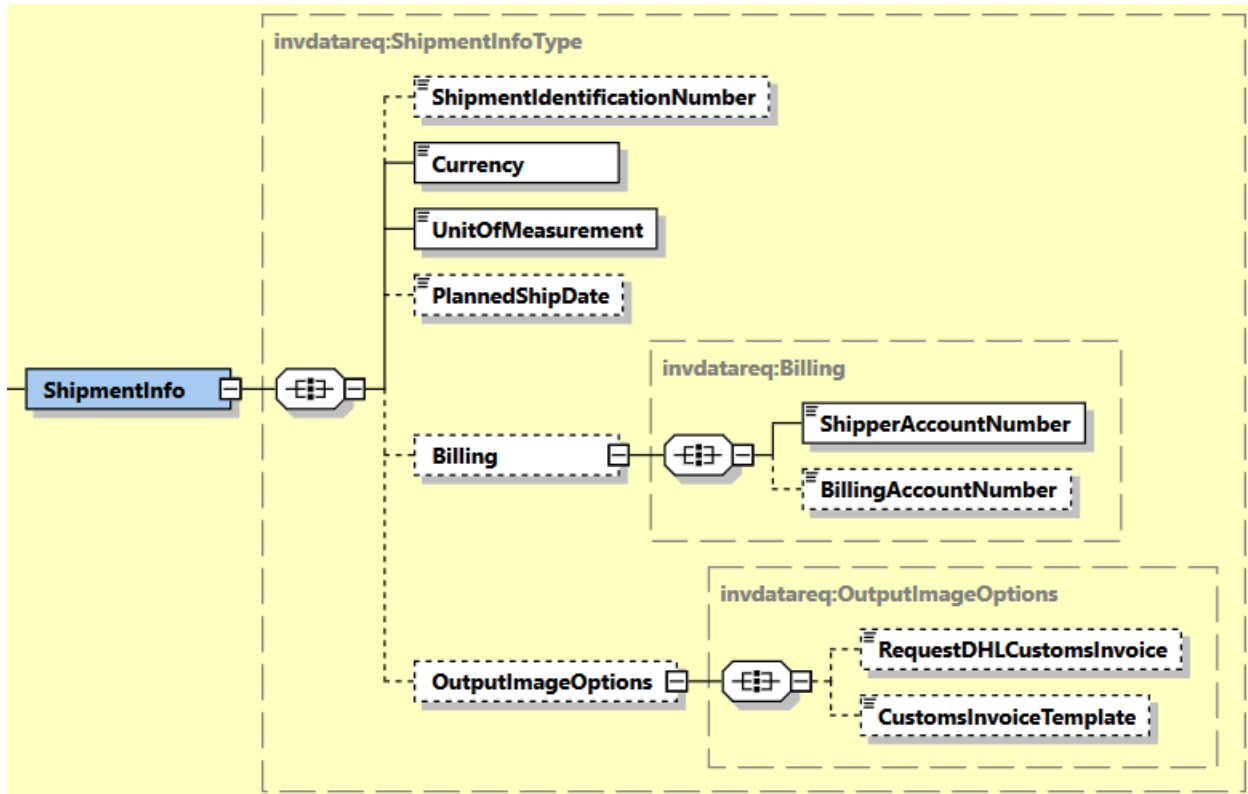 invdatareq:ShipmentInfoType
ShipmentIdentificationNumber
Currency
UnitOfMeasurement
PlannedShipDate
ShipmentInfo
invdatareq:Billing
ShipperAccountNumber
Billing
BillingAccountNumber
invdatareq:OutputImageOptions
RequestDHLCustomsInvoice
OutputImageOptions
CustomsInvoiceTemplate